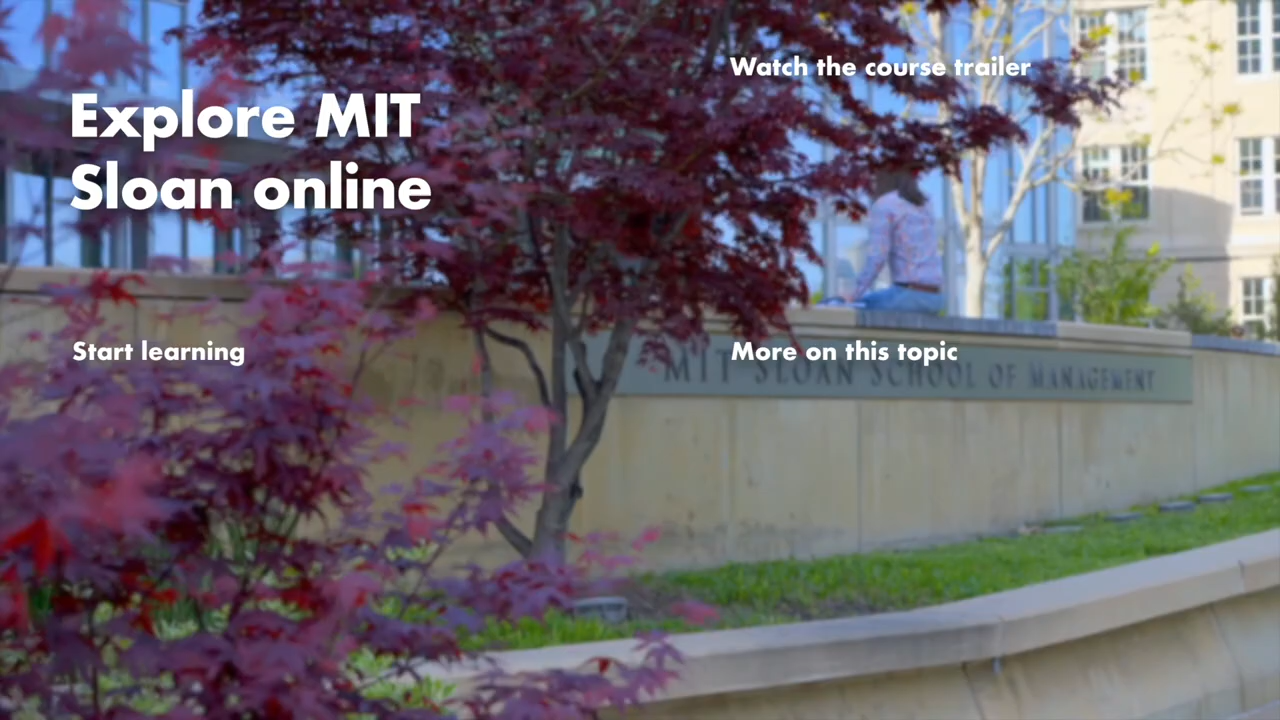 Explore MIT
Sloan online
Watch the course trailer
Start learning
More on this topic
MIT SLOAN SCHOOL OF MANAGEMENT